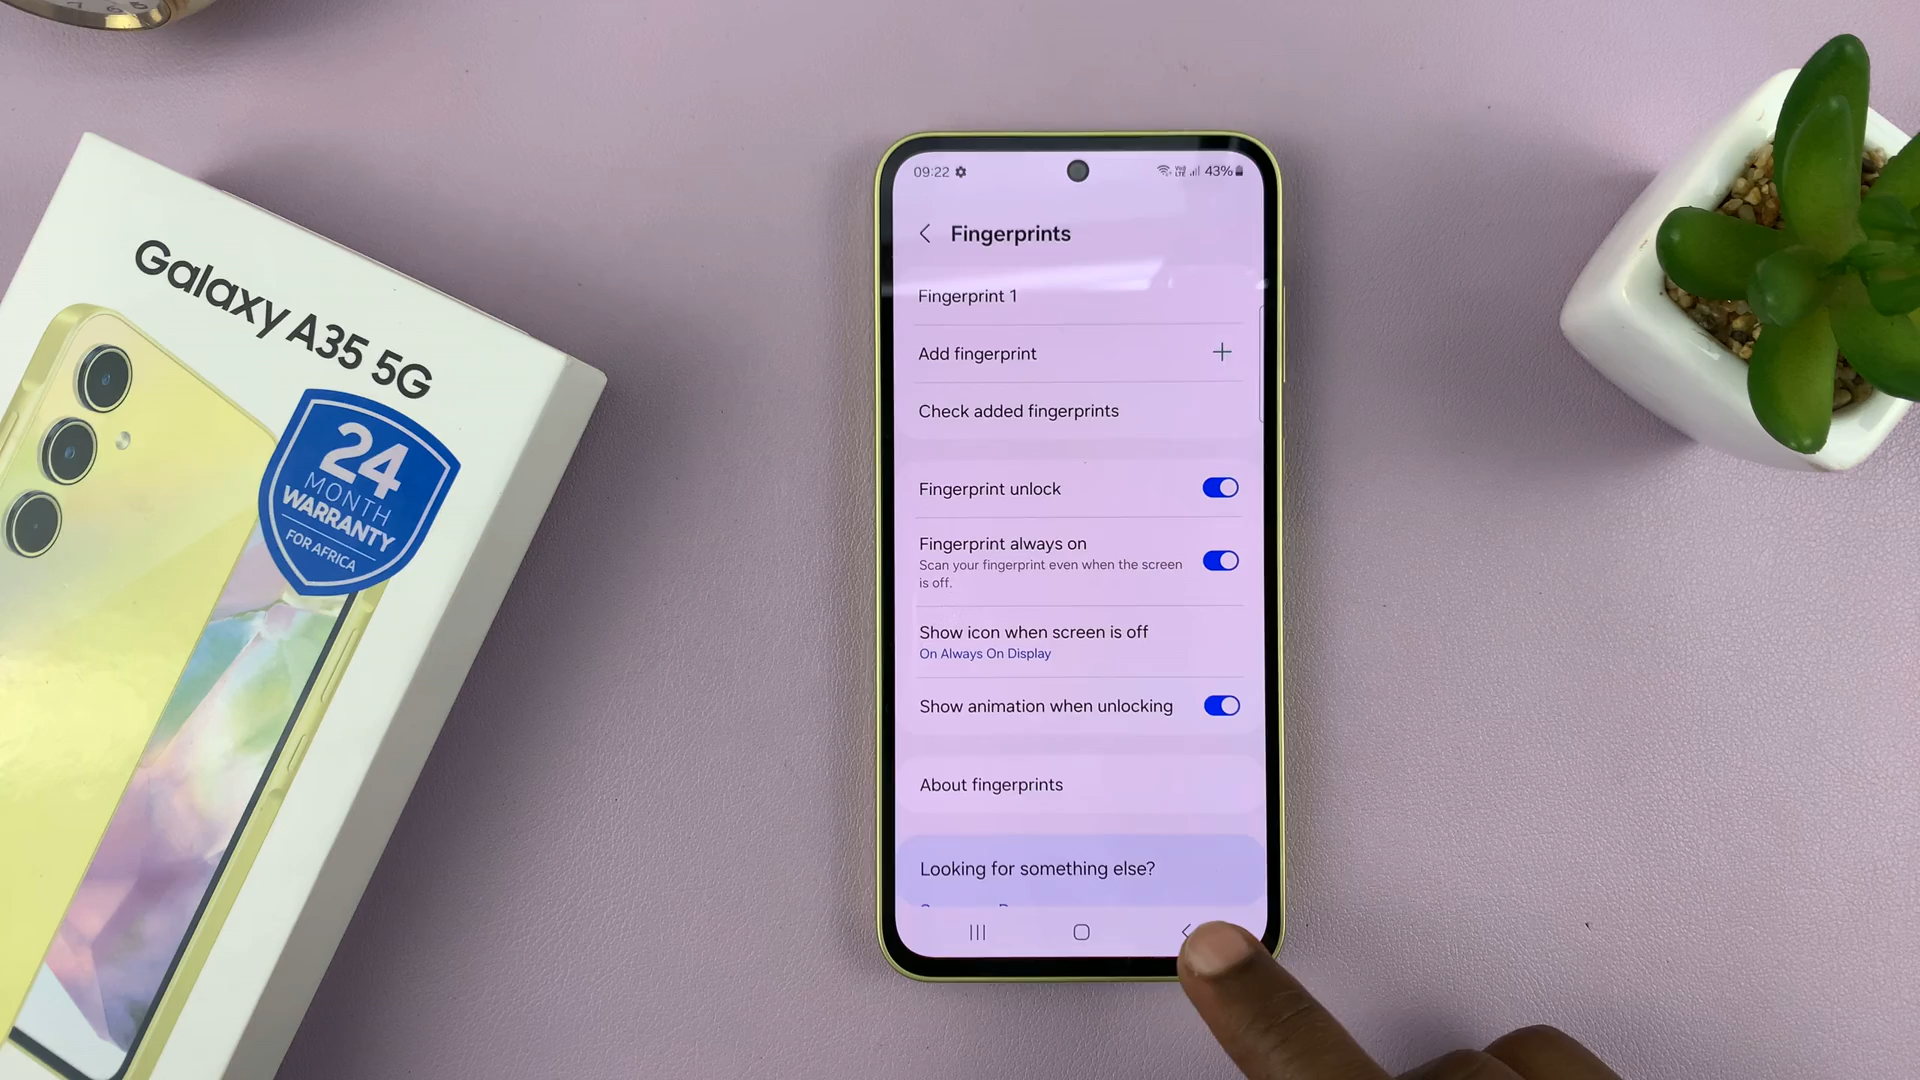 Galaxy A35 5G
24
MONTH
WARRANTY
FOR AFRICA
09:22
43%
Fingerprints
Fingerprint 1
Add fingerprint
Check added fingerprints
Fingerprint unlock
Fingerprint always on
Scan your fingerprint even when the screen
is off.
Show icon when screen is off
On Always On Display
Show animation when unlocking
About fingerprints
Looking for something else?